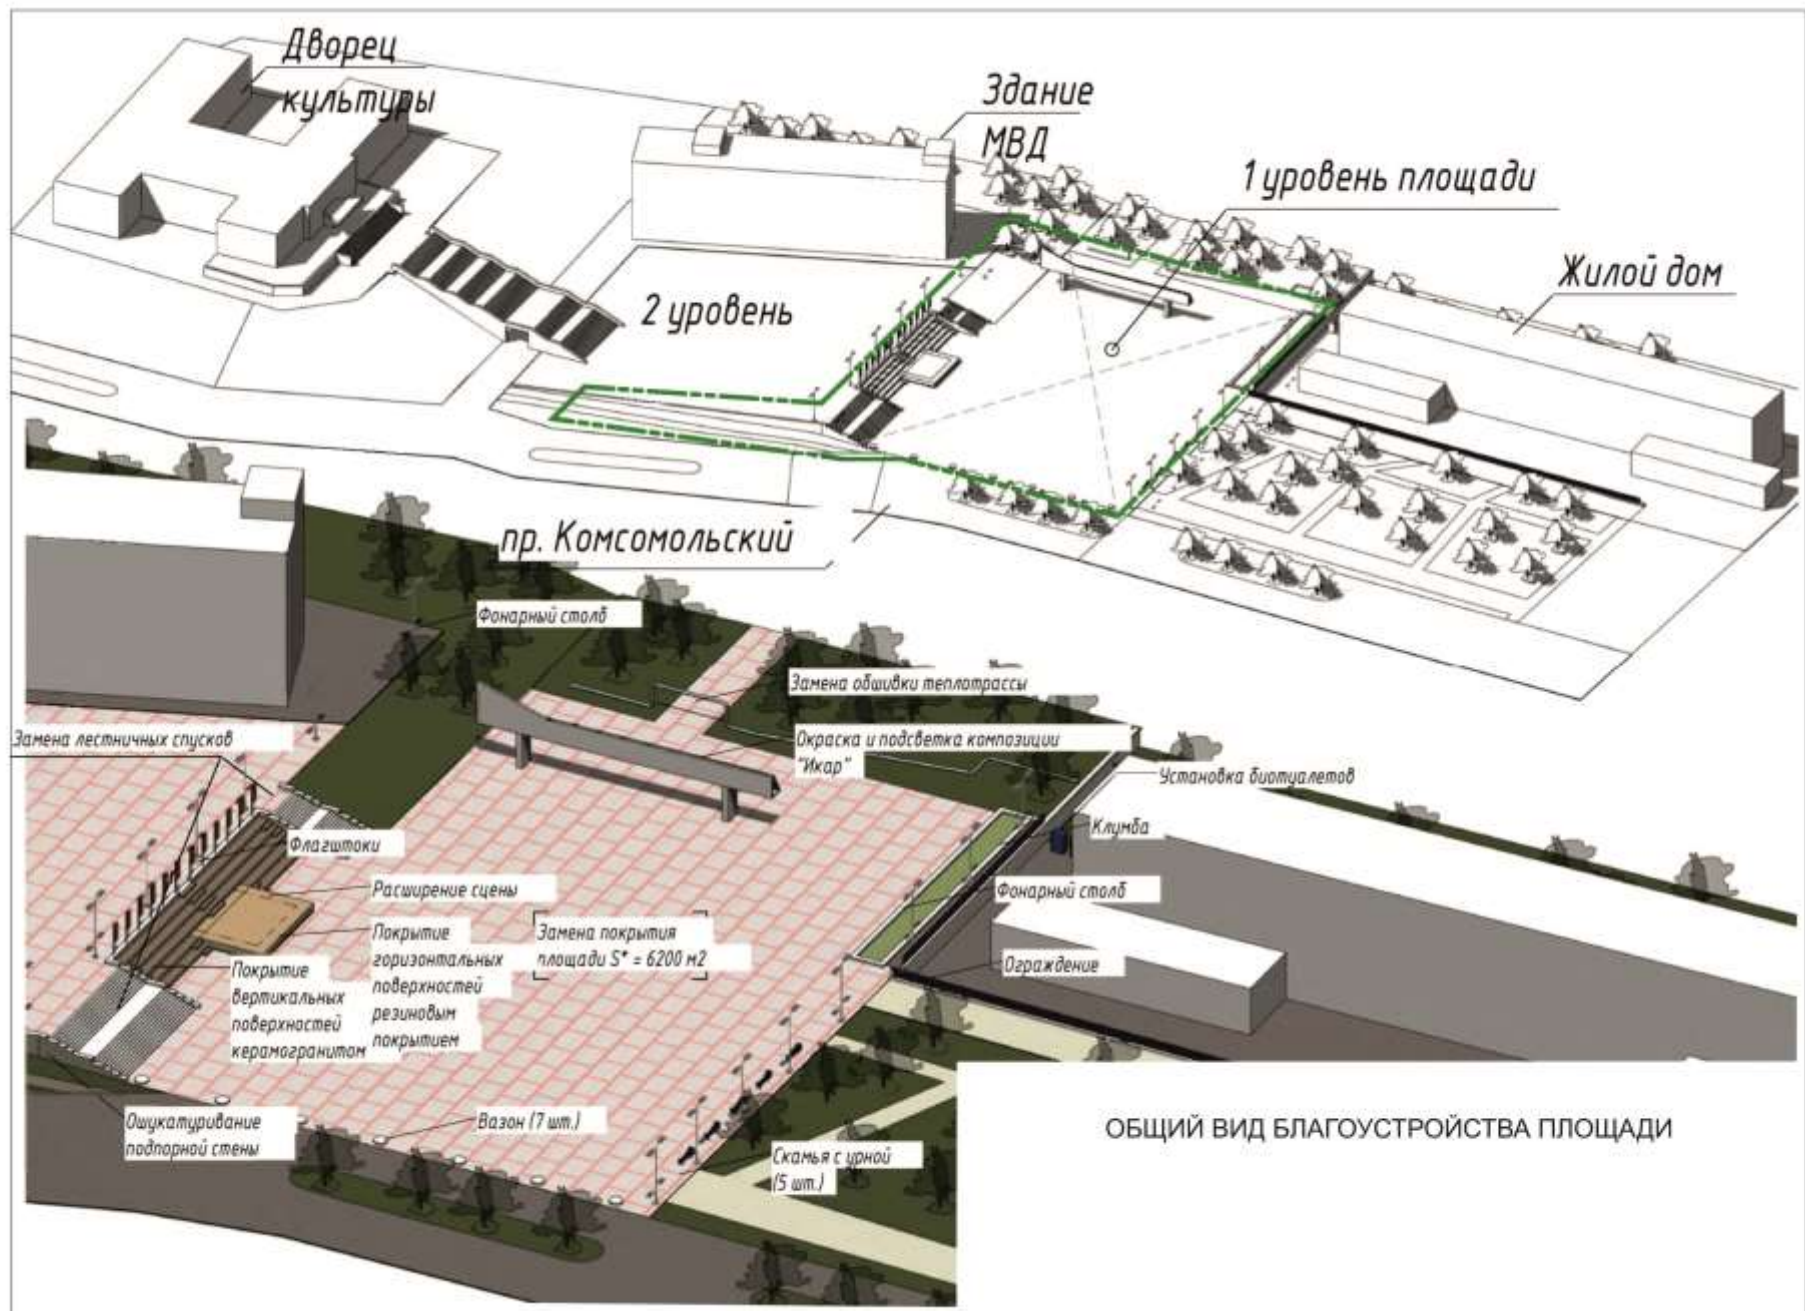 Дворец
культуры
Здание
МВД
1 уровень площади
Жилой дом
2 уровень
пр. Комсомольский
Фонарный столб
Замена обшивки теплотрассы
Замена лестничных спусков
Окраска и подсветка композиции
"Икар"
Установка биотуалетов
Клумба
Флагштоки
Расширение сцены
Фонарный столб
Покрытие
горизонтальных
поверхностей
резиновым
покрытием
Замена покрытия
площади S* = 6200 м2
Покрытие
вертикальных
поверхностей
керамогранитом
Ограждение
Ошукатуривание
подпорной стены
Вазон (7 шт.)
Скамья с урной
(5 шт.)
ОБЩИЙ ВИД БЛАГОУСТРОЙСТВА ПЛОЩАДИ